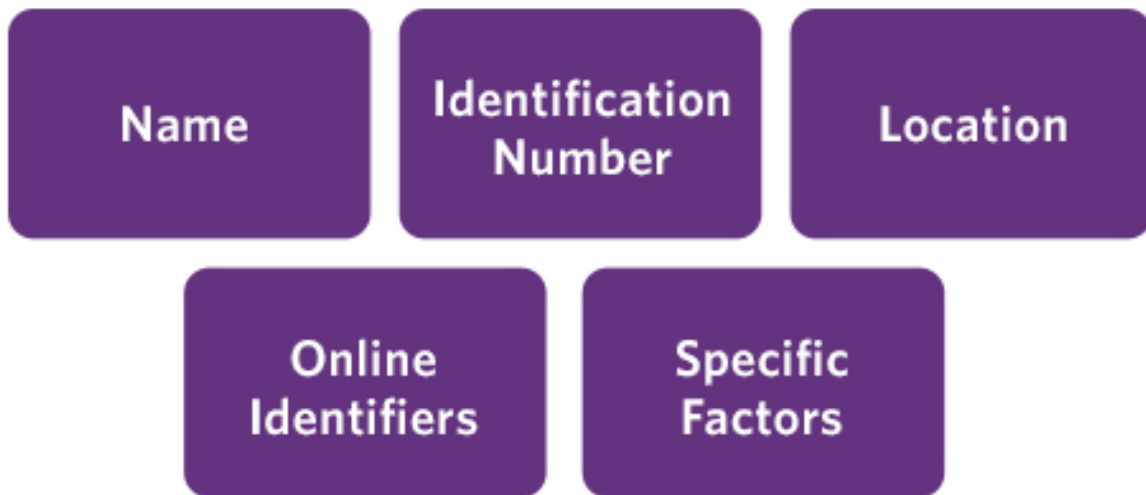 Name
Identification
Number
Location
Online
Identifiers
Specific
Factors